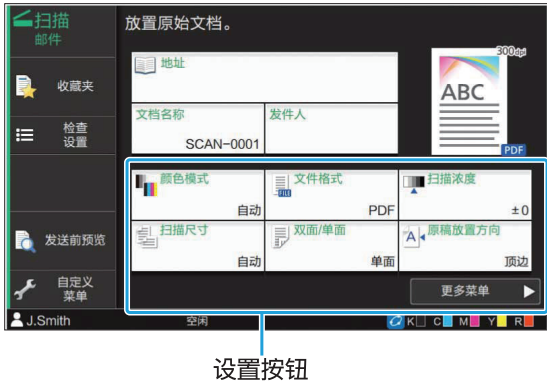 扫描
邮件
放置原始文档。
300dpi
ABC
PDF
收藏夹
检查
设置
发送前预览
自定义
菜单
地址
文档名称
SCAN-0001
发件人
颜色模式
自动
文件格式
PDF
扫描浓度
±0
扫描尺寸
自动
双面/单面
单面
原稿放置方向
顶边
更多菜单
J.Smith
空闲
K C M Y R
设置按钮